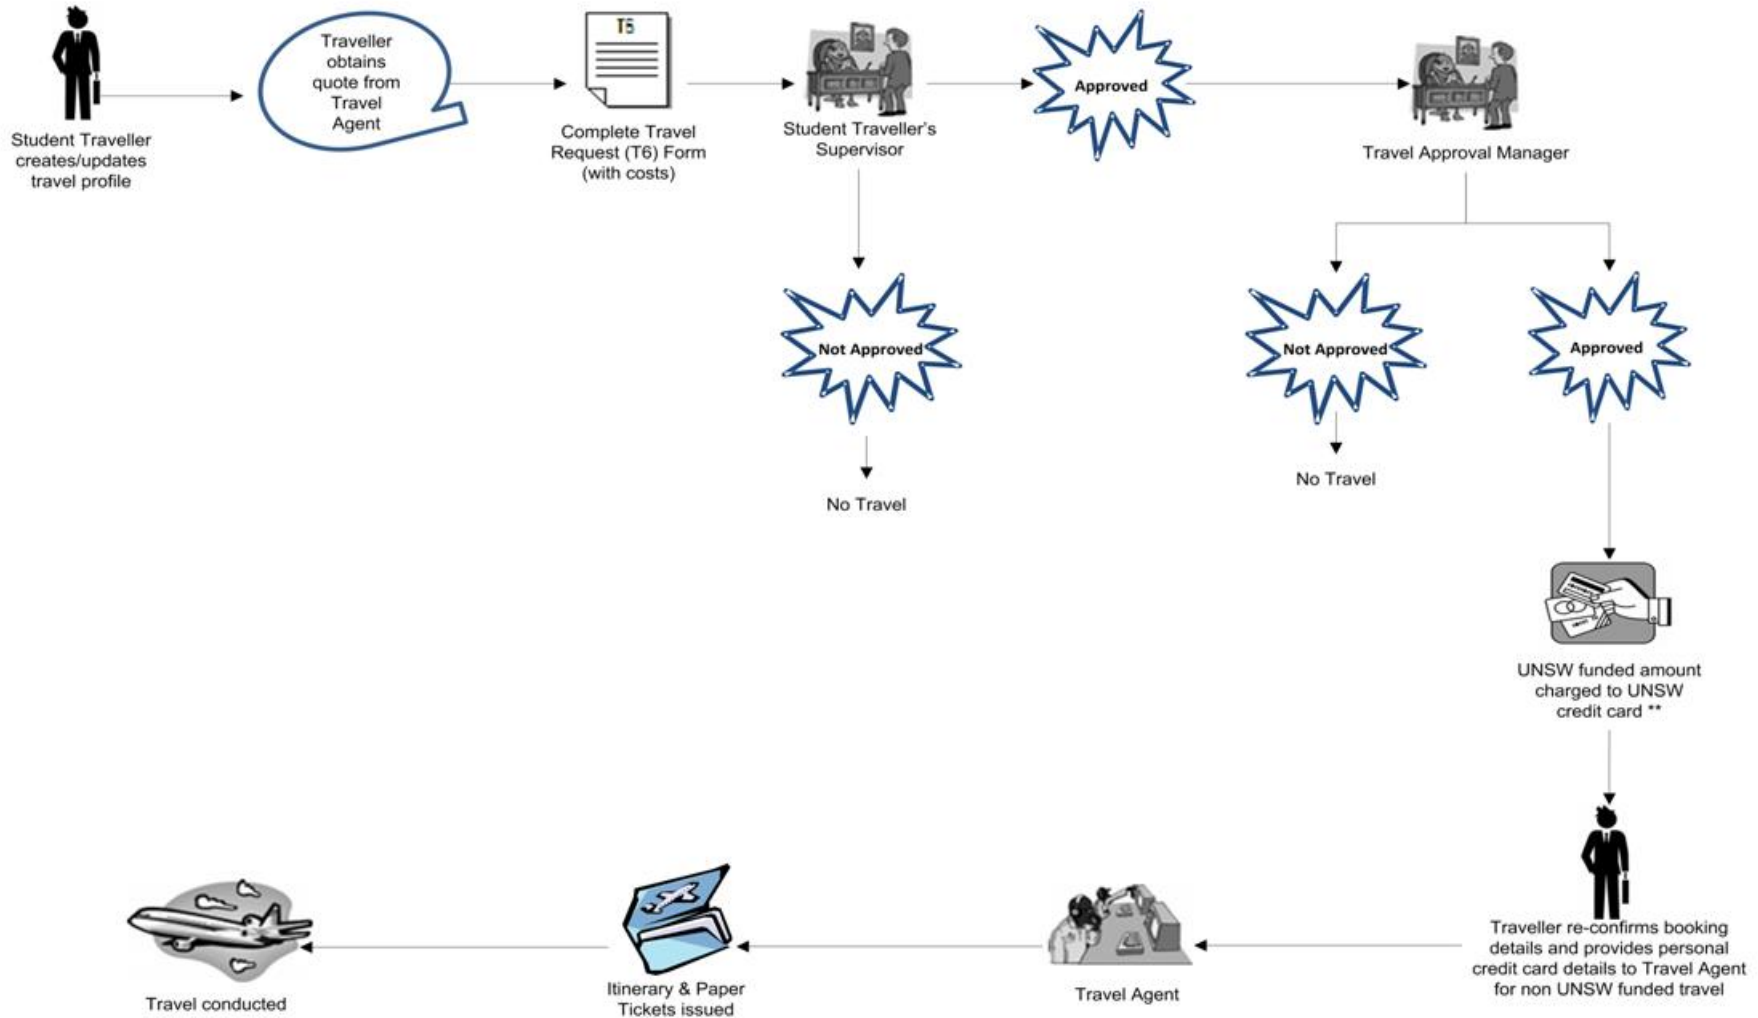 Student Traveller
creates/updates
travel profile
Traveller
obtains
quote from
Travel
Agent
T6
Complete Travel
Request (T6) Form
(with costs)
Student Traveller's
Supervisor
Approved
Travel Approval Manager
Not Approved
No Travel
Not Approved
No Travel
Approved
UNSW funded amount
charged to UNSW
credit card **
Traveller re-confirms booking
details and provides personal
credit card details to Travel Agent
for non UNSW funded travel
Travel Agent
Itinerary & Paper
Tickets issued
Travel conducted